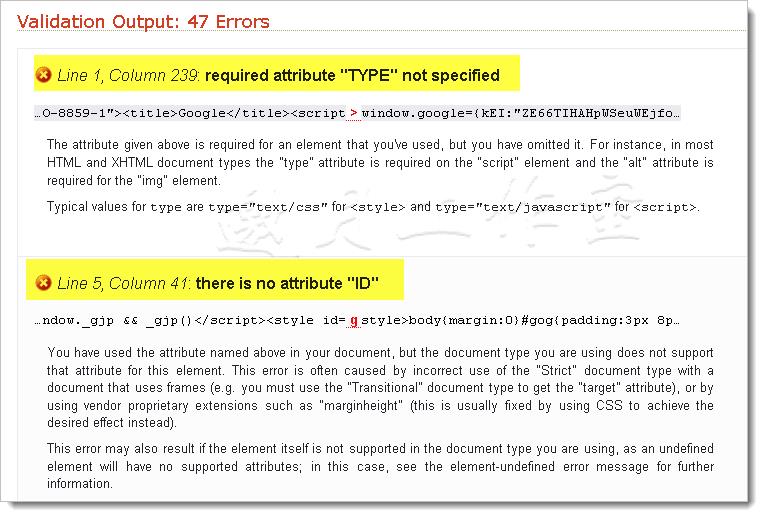 Validation Output: 47 Errors
Line 1, Column 239: required attribute "TYPE" not specified
…O-8859-1"><title>Google</title><script > window.google={kEI:"ZE66TIHAHpWSeuWEjfo…
The attribute given above is required for an element that you've used, but you have omitted it. For instance, in most
HTML and XHTML document types the "type" attribute is required on the "script" element and the "alt" attribute is
required for the "img" element.
Typical values for type are type="text/css" for <style> and type="text/javascript" for <script>.
邀月工作室
Line 5, Column 41: there is no attribute "ID"
…ndow._gjp && _gjp()</script><style id= g style>body{margin:0}#gog{padding:3px 8p…
You have used the attribute named above in your document, but the document type you are using does not support
that attribute for this element. This error is often caused by incorrect use of the "Strict" document type with a
document that uses frames (e.g. you must use the "Transitional" document type to get the "target" attribute), or by
using vendor proprietary extensions such as "marginheight" (this is usually fixed by using CSS to achieve the
desired effect instead).
This error may also result if the element itself is not supported in the document type you are using, as an undefined
element will have no supported attributes; in this case, see the element-undefined error message for further
information.